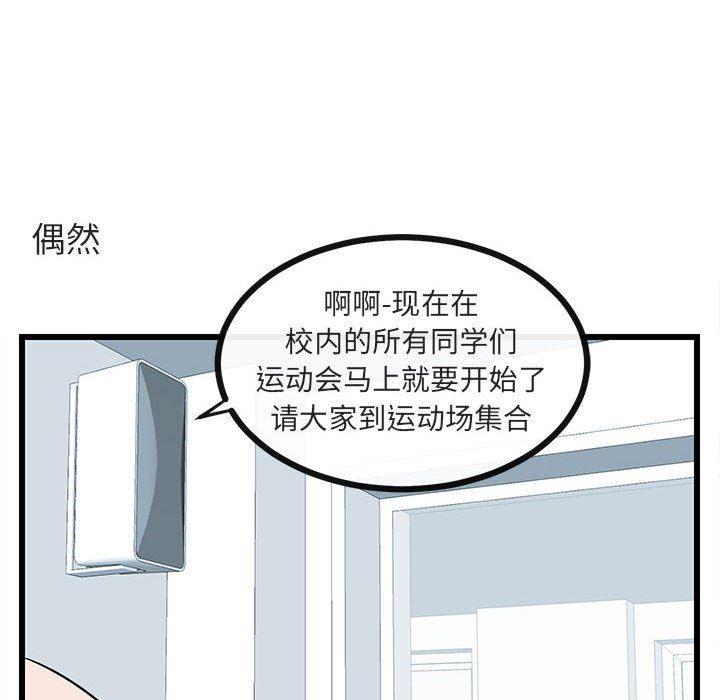 偶然
啊啊-现在在
校内的所有同学们
运动会马上就要开始了
请大家到运动场集合